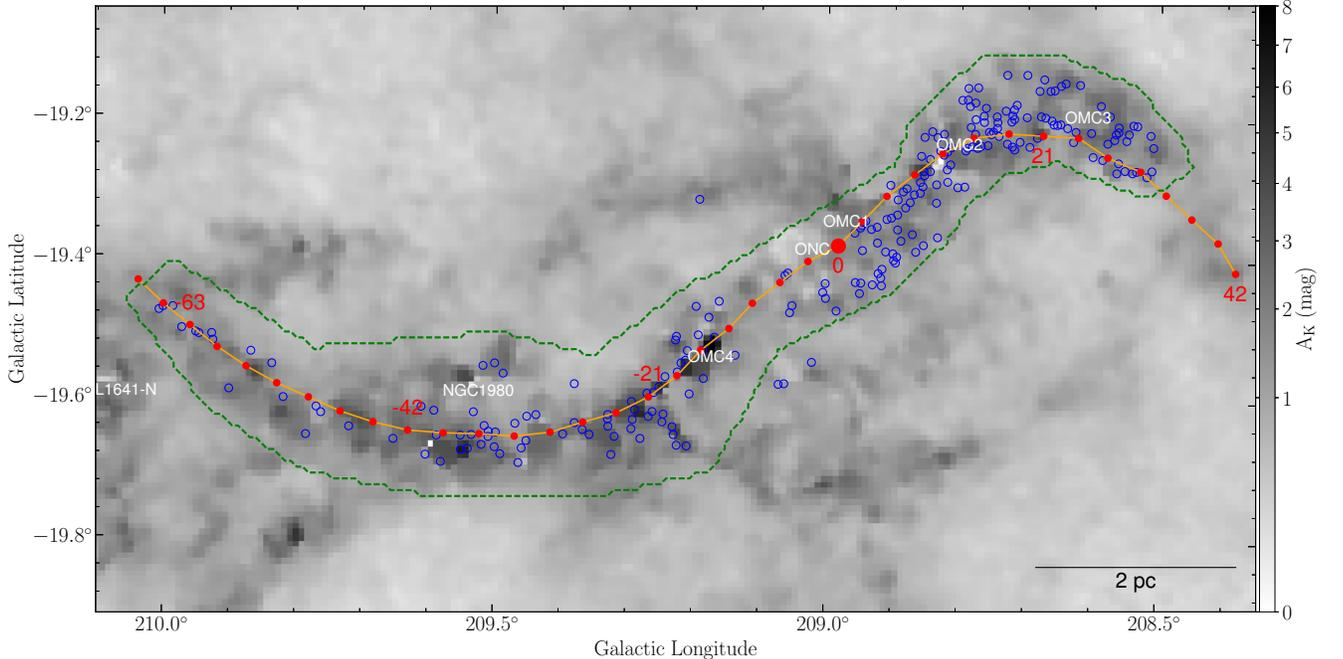 8
7
6
5
4
3
2
1
0
A_K (mag)
−19.2°
−19.4°
−19.6°
−19.8°
Galactic Latitude
OMC3
OMC2
21
OMC1
ONC
0
42
-63
OMC4
-21
L1641-N
NGC1980
-42
2 pc
210.0°
209.5°
209.0°
208.5°
Galactic Longitude